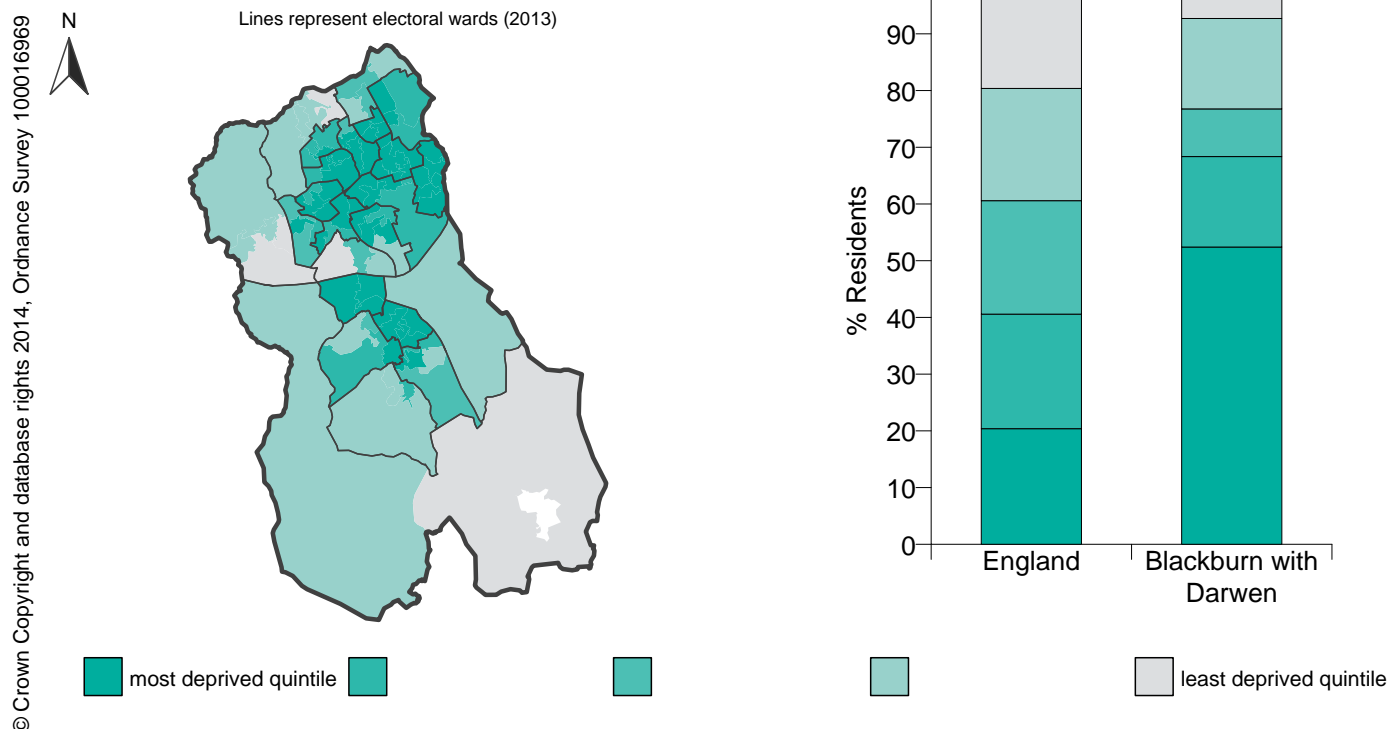 © Crown Copyright and database rights 2014, Ordnance Survey 100016969
N
Lines represent electoral wards (2013)
% Residents
90
80
70
60
50
40
30
20
10
0
England
Blackburn with
Darwen
most deprived quintile
least deprived quintile